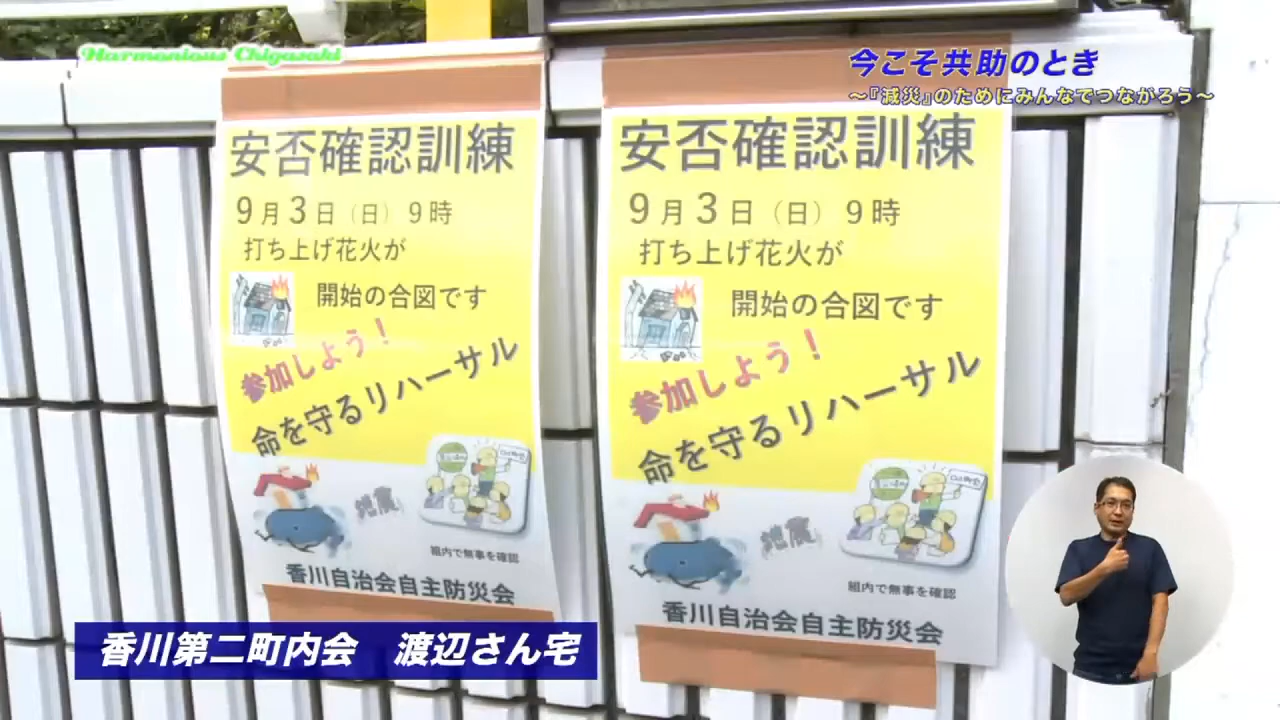 Harmonious Chigasaki
今こそ共助のとき
〜『減災』のためにみんなでつながろう〜
安否確認訓練
9月3日（日）9時
打ち上げ花火が
開始の合図です
参加しよう！
命を守るリハーサル
地震
組内で無事を確認
香川自治会自主防災会
安否確認訓練
9月3日（日）9時
打ち上げ花火が
開始の合図です
参加しよう！
命を守るリハーサル
地震
組内で無事を確認
香川自治会自主防災会
香川第二町内会　渡辺さん宅